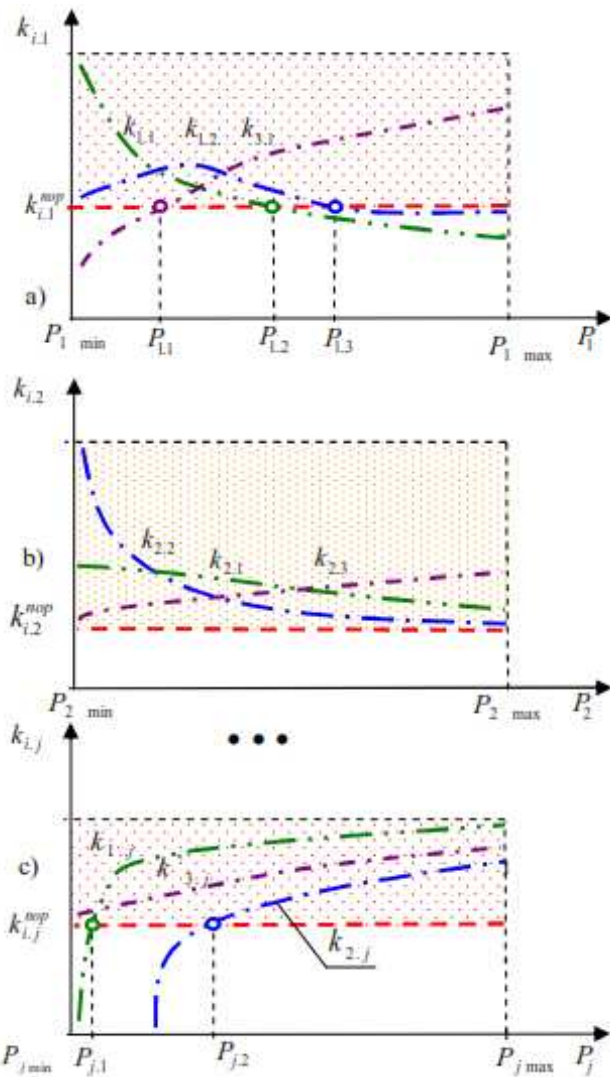 k_{i.1}
k_{1.1} k_{1.2} k_{3.1}
k_{i.1}^{nop}
a)
P_{1 min} P_{1.1} P_{1.2} P_{1.3} P_{1 max} P_1
k_{i.2}
b)
k_{2.2} k_{2.1} k_{2.3}
k_{i.2}^{nop}
P_{2 min} P_{2 max} P_2
k_{i.j}
• • •
c)
k_{1.j}
k_{3.j}
k_{i.j}^{nop}
k_{2.j}
P_{j min} P_{j.1} P_{j.2} P_{j max} P_j